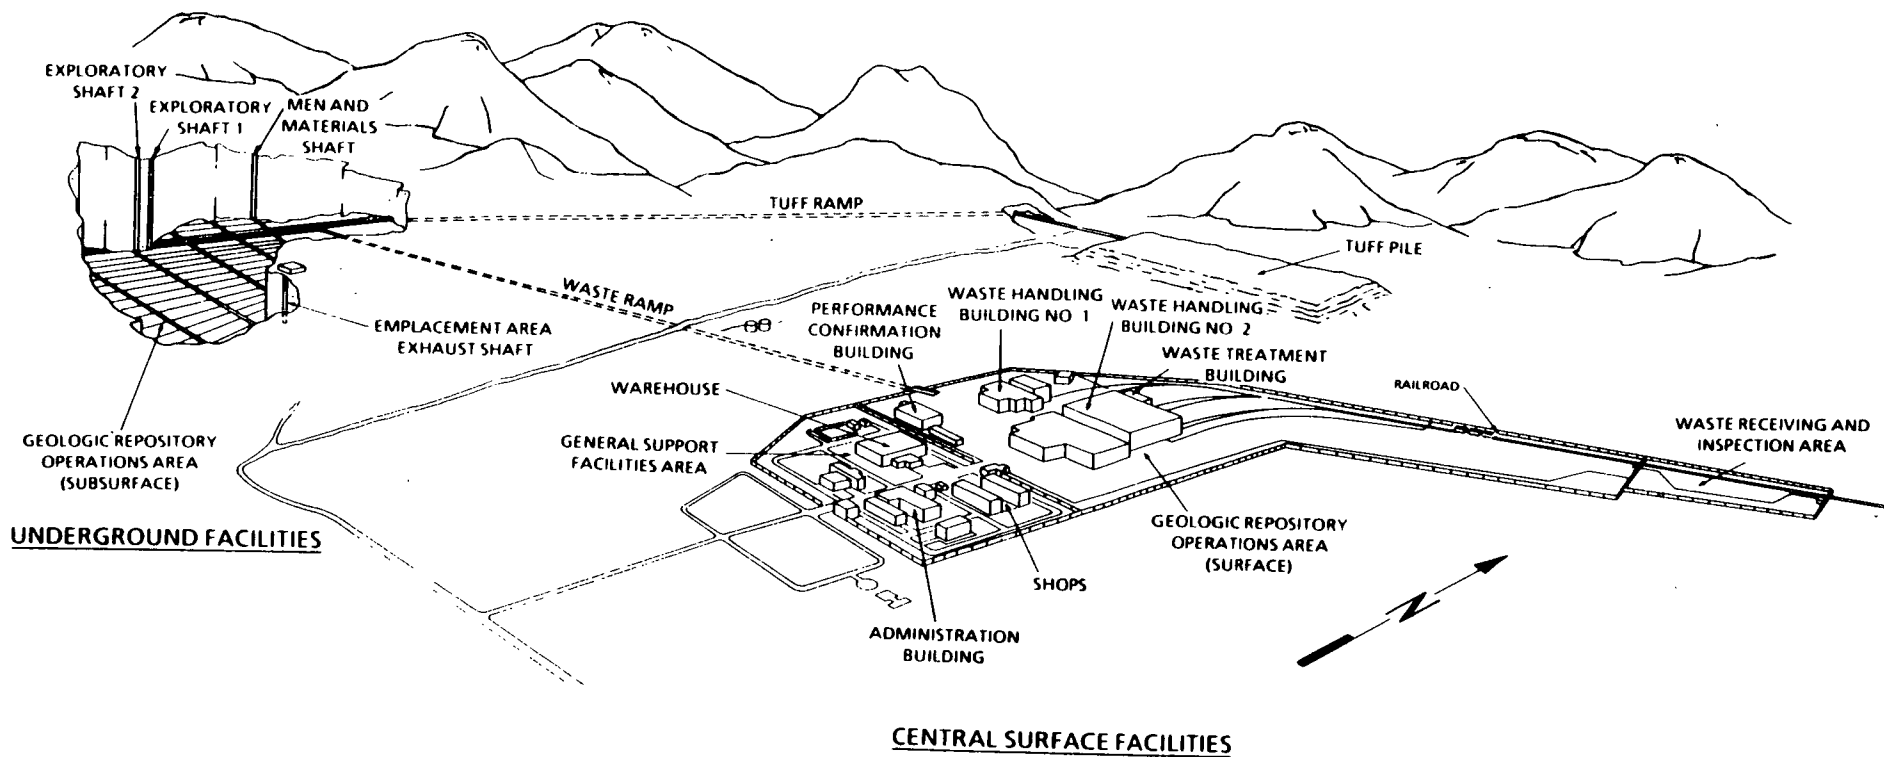 EXPLORATORY
SHAFT 2
EXPLORATORY
SHAFT 1
MEN AND
MATERIALS
SHAFT
TUFF RAMP
TUFF PILE
WASTE RAMP
EMPLACEMENT AREA
EXHAUST SHAFT
PERFORMANCE
CONFIRMATION
BUILDING
WASTE HANDLING
BUILDING NO 1
WASTE HANDLING
BUILDING NO 2
WASTE TREATMENT
BUILDING
RAILROAD
WASTE RECEIVING AND
INSPECTION AREA
WAREHOUSE
GENERAL SUPPORT
FACILITIES AREA
GEOLOGIC REPOSITORY
OPERATIONS AREA
(SUBSURFACE)
UNDERGROUND FACILITIES
GEOLOGIC REPOSITORY
OPERATIONS AREA
(SURFACE)
SHOPS
ADMINISTRATION
BUILDING
N
CENTRAL SURFACE FACILITIES